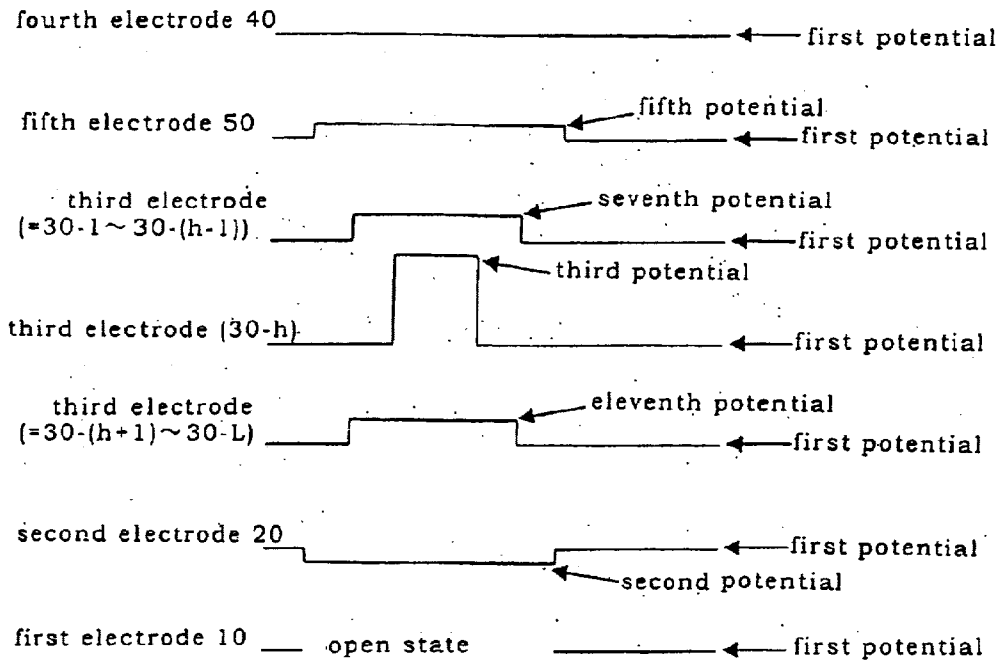 fourth electrode 40
first potential
fifth electrode 50
fifth potential
first potential
third electrode
(=30-1~30-(h-1))
seventh potential
first potential
third potential
third electrode (30-h)
first potential
third electrode
(=30-(h+1)~30-L)
eleventh potential
first potential
second electrode 20
first potential
second potential
first electrode 10
open state
first potential